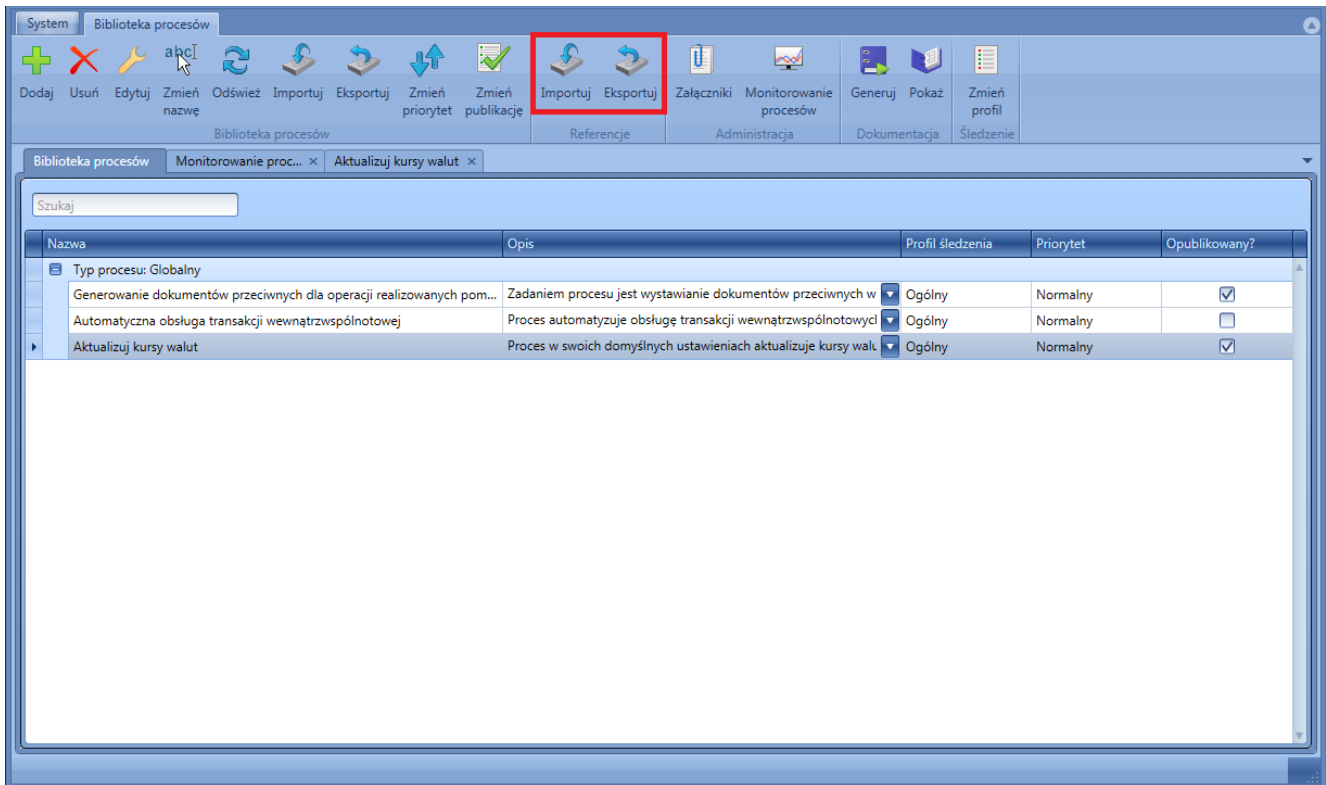 System Biblioteka procesów
Dodaj Usuń Edytuj Zmień nazwę Odśwież Importuj Eksportuj Zmień priorytet Zmień publikację Importuj Eksportuj Załączniki Monitorowanie procesów Generuj Pokaż Zmień profil
Biblioteka procesów Referencje Administracja Dokumentacja Śledzenie
Biblioteka procesów Monitorowanie proc... × Aktualizuj kursy walut ×
Szukaj
Nazwa Opis Profil śledzenia Priorytet Opublikowany?
Typ procesu: Globalny
Generowanie dokumentów przeciwnych dla operacji realizowanych pom... Zadaniem procesu jest wystawianie dokumentów przeciwnych w Ogólny Normalny
Automatyczna obsługa transakcji wewnątrzwspólnotowej Proces automatyzuje obsługę transakcji wewnątrzwspólnotowycl Ogólny Normalny
Aktualizuj kursy walut Proces w swoich domyślnych ustawieniach aktualizuje kursy walu Ogólny Normalny